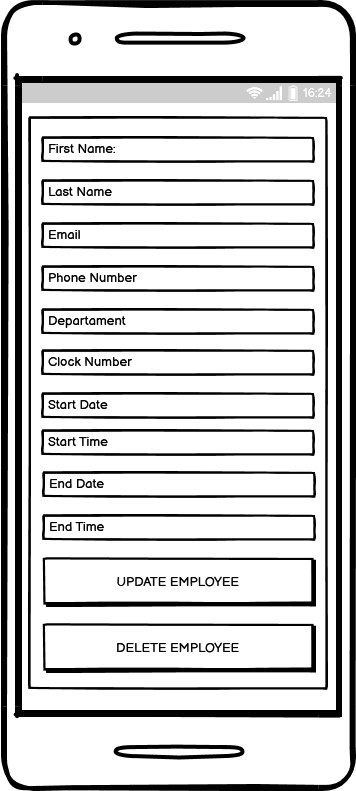 16:24
First Name:
Last Name
Email
Phone Number
Departament
Clock Number
Start Date
Start Time
End Date
End Time
UPDATE EMPLOYEE
DELETE EMPLOYEE